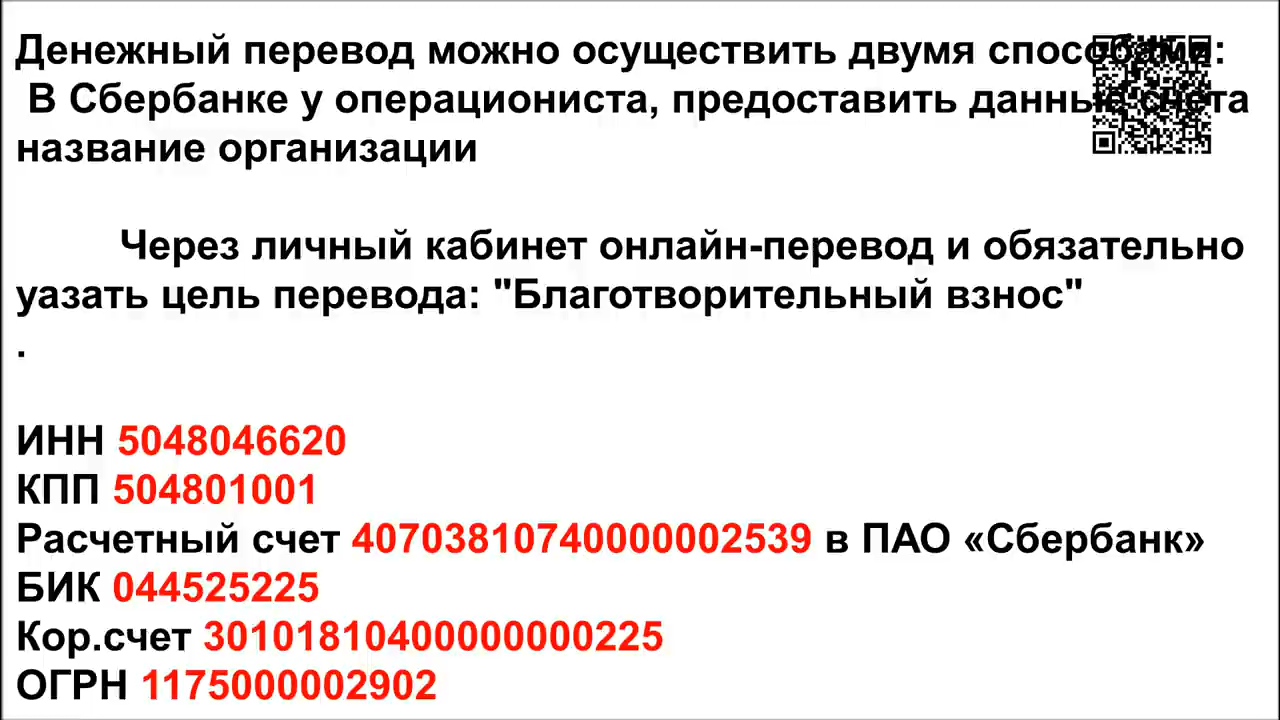 Денежный перевод можно осуществить двумя способами:
В Сбербанке у операциониста, предоставить данные счета
название организации
Через личный кабинет онлайн-перевод и обязательно
уазать цель перевода: "Благотворительный взнос"
.
ИНН 5048046620
КПП 504801001
Расчетный счет 40703810740000002539 в ПАО «Сбербанк»
БИК 044525225
Кор.счет 30101810400000000225
ОГРН 1175000002902